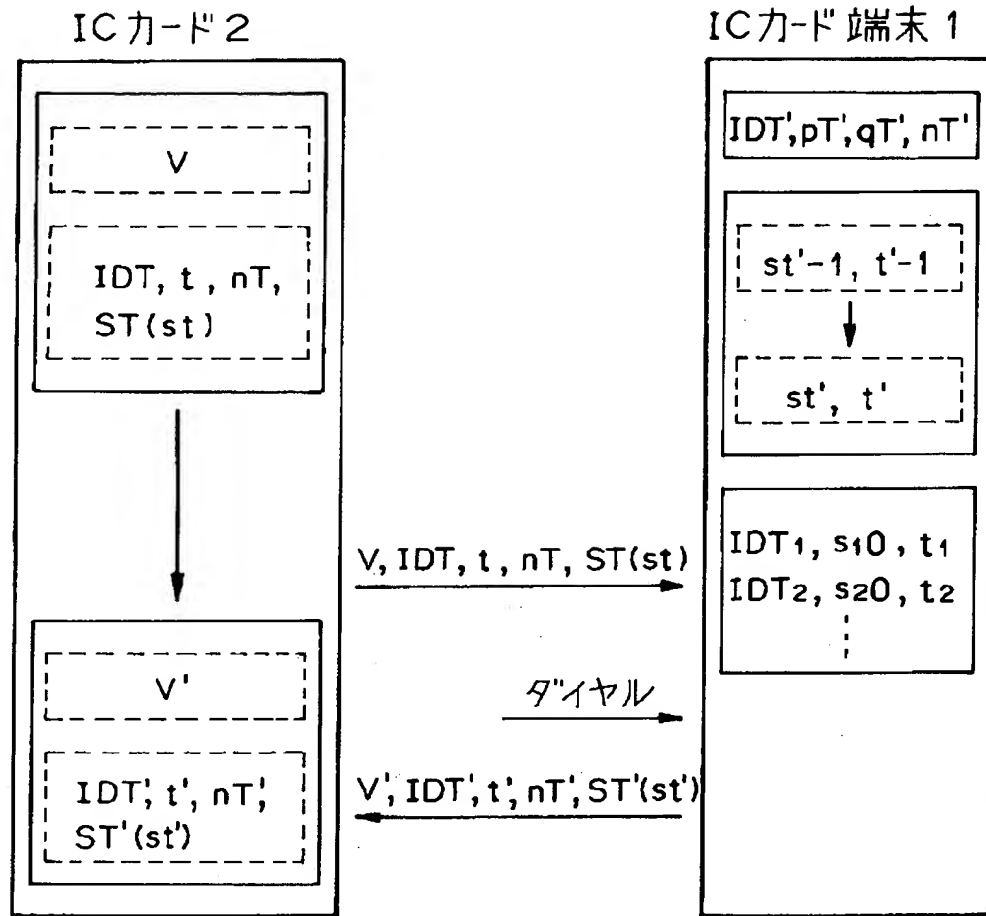 ICカード2
V
IDT, t, nT,
ST(st)
V'
IDT', t', nT',
ST'(st')
V, IDT, t, nT, ST(st)
ダイヤル
V', IDT', t', nT', ST'(st')
ICカード端末1
IDT', pT', qT', nT'
st'-1, t'-1
st', t'
IDT1, s10, t1
IDT2, s20, t2